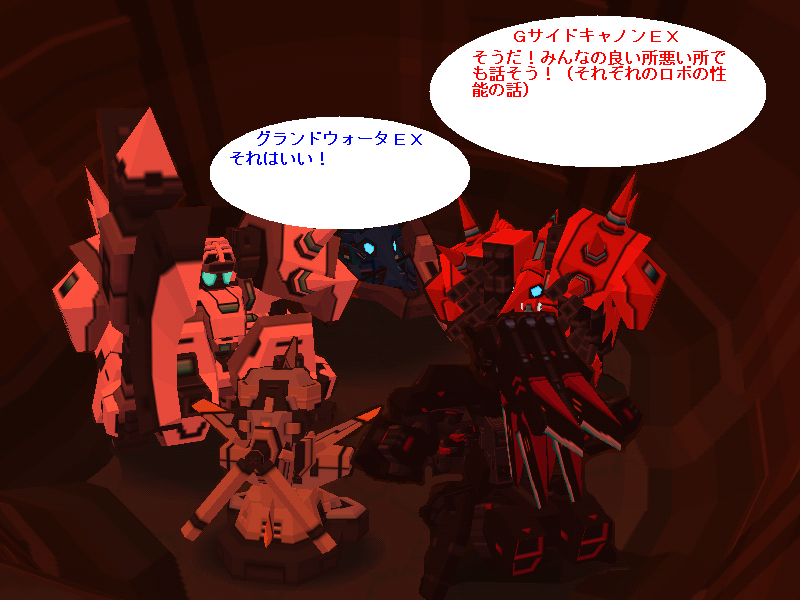 GサイドキャノンEX
そうだ！みんなの良い所悪い所で
も話そう！（それぞれのロボの性
能の話）
グランドウォータEX
それはいい！